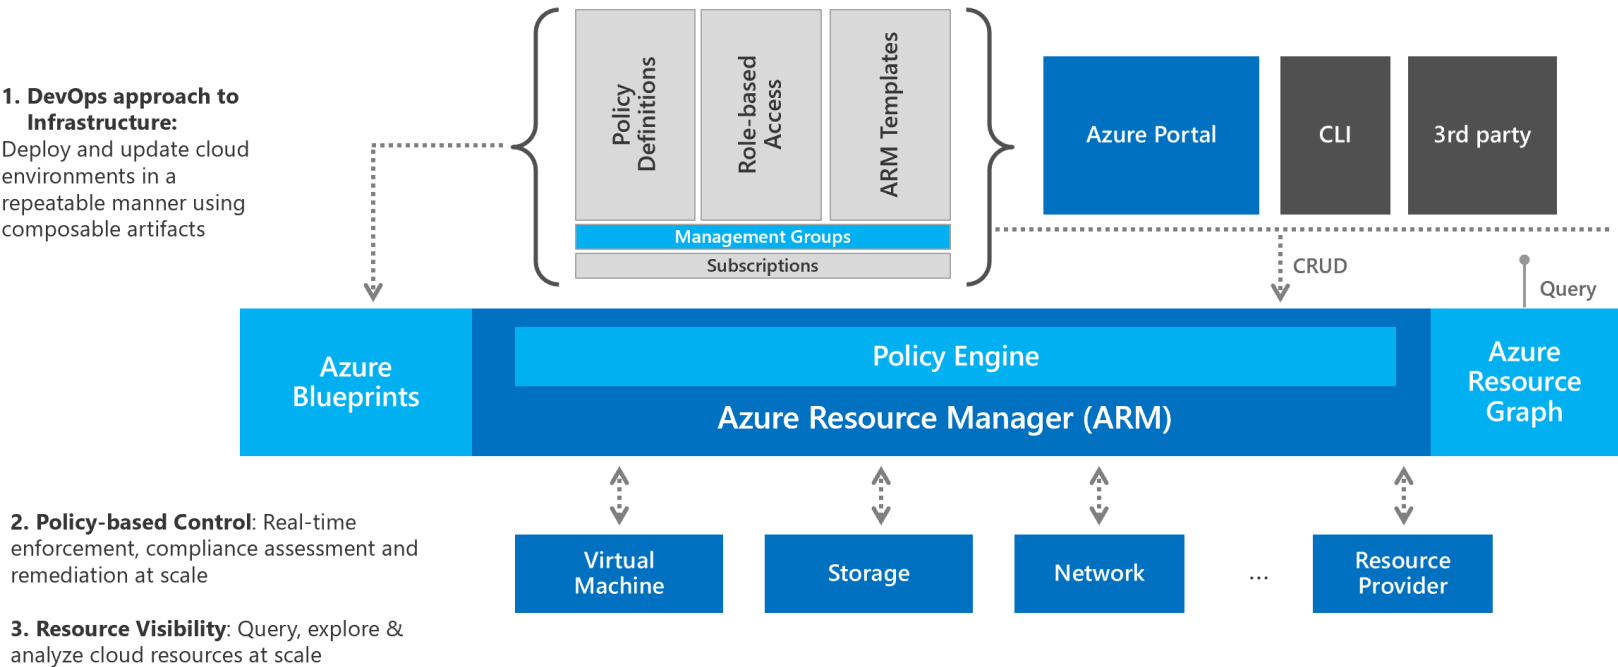 1. DevOps approach to
Infrastructure:
Deploy and update cloud
environments in a
repeatable manner using
composable artifacts
Policy
Definitions
Role-based
Access
ARM Templates
Management Groups
Subscriptions
Azure Portal
CLI
3rd party
CRUD
Query
Azure
Blueprints
Policy Engine
Azure Resource Manager (ARM)
Azure
Resource
Graph
2. Policy-based Control: Real-time
enforcement, compliance assessment and
remediation at scale
3. Resource Visibility: Query, explore &
analyze cloud resources at scale
Virtual
Machine
Storage
Network
...
Resource
Provider